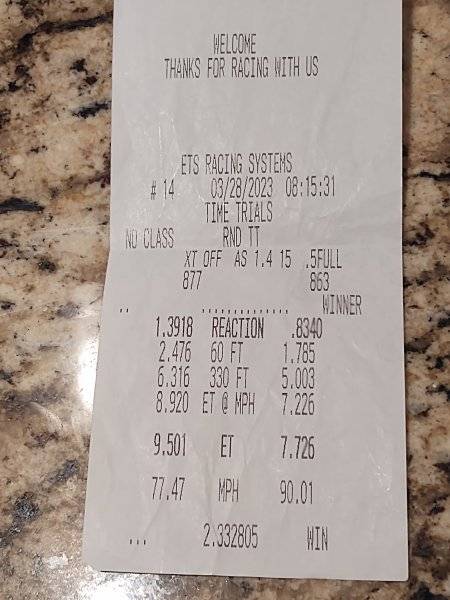 WELCOME
THANKS FOR RACING WITH US
ETS RACING SYSTEMS
# 14 03/28/2023 08:15:31
TIME TRIALS
NO CLASS RND TT
XT OFF AS 1.4 15 .5FULL
877 863
.. ............... WINNER
1.3918 REACTION .8340
2.476 60 FT 1.785
6.316 330 FT 5.003
8.920 ET @ MPH 7.226
9.501 ET 7.726
77.47 MPH 90.01
... 2.332805 WIN